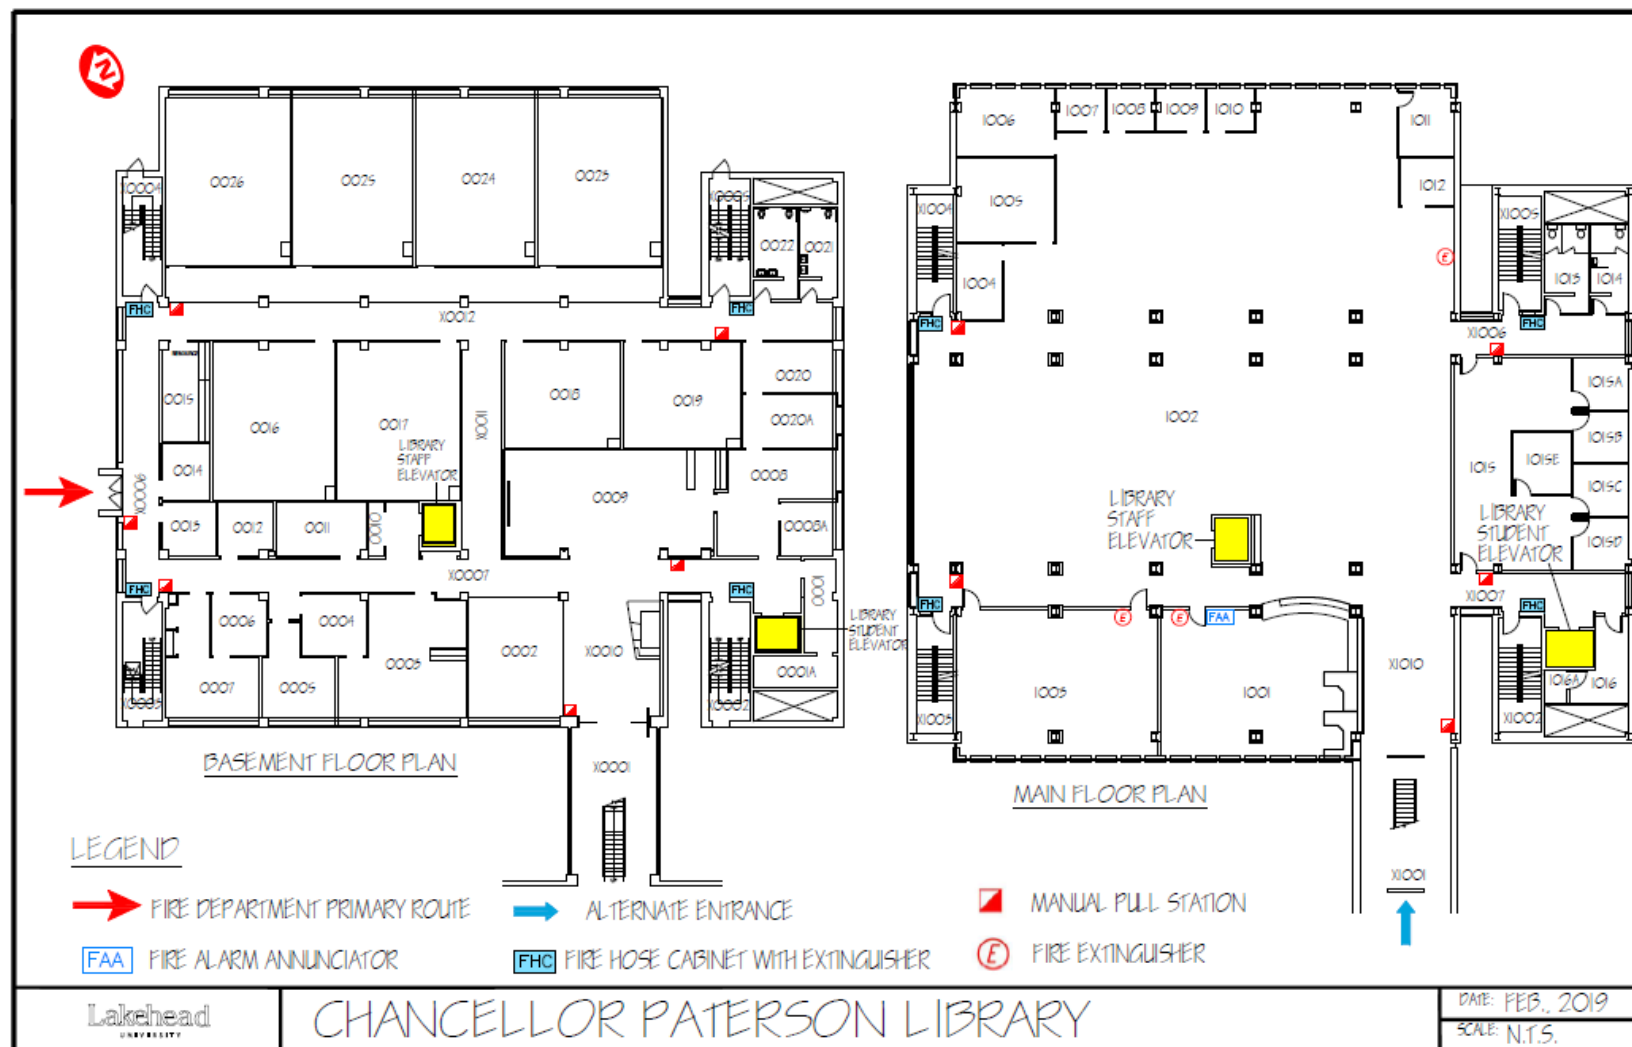 N
0026
0025
0024
0023
X0004
X0005
0022
0021
FHC
FHC
X0012
0015
0016
0017
LIBRARY
STAFF
ELEVATOR
X0011
0018
0019
0020
0020A
0014
X0006
0009
0008
0008A
0013
0012
0011
0010
X0007
FHC
FHC
0001
0006
0004
0003
0002
X0010
LIBRARY
STUDENT
ELEVATOR
0007
0005
0001A
X0003
X0002
X0001
BASEMENT FLOOR PLAN
1006
1007
1008
1009
1010
1011
1012
1005
X1004
X1005
E
1004
1013
1014
FHC
FHC
X1006
1002
1015A
1015B
1015
1015E
1015C
1015D
LIBRARY
STAFF
ELEVATOR
LIBRARY
STUDENT
ELEVATOR
X1007
FHC
FHC
E
E
FAA
1003
1001
X1010
1016A
1016
X1003
X1002
X1001
MAIN FLOOR PLAN
LEGEND
FIRE DEPARTMENT PRIMARY ROUTE
ALTERNATE ENTRANCE
MANUAL PULL STATION
FAA FIRE ALARM ANNUNCIATOR
FHC FIRE HOSE CABINET WITH EXTINGUISHER
E FIRE EXTINGUISHER
Lakehead
UNIVERSITY
CHANCELLOR PATERSON LIBRARY
DATE: FEB., 2019
SCALE: N.T.S.